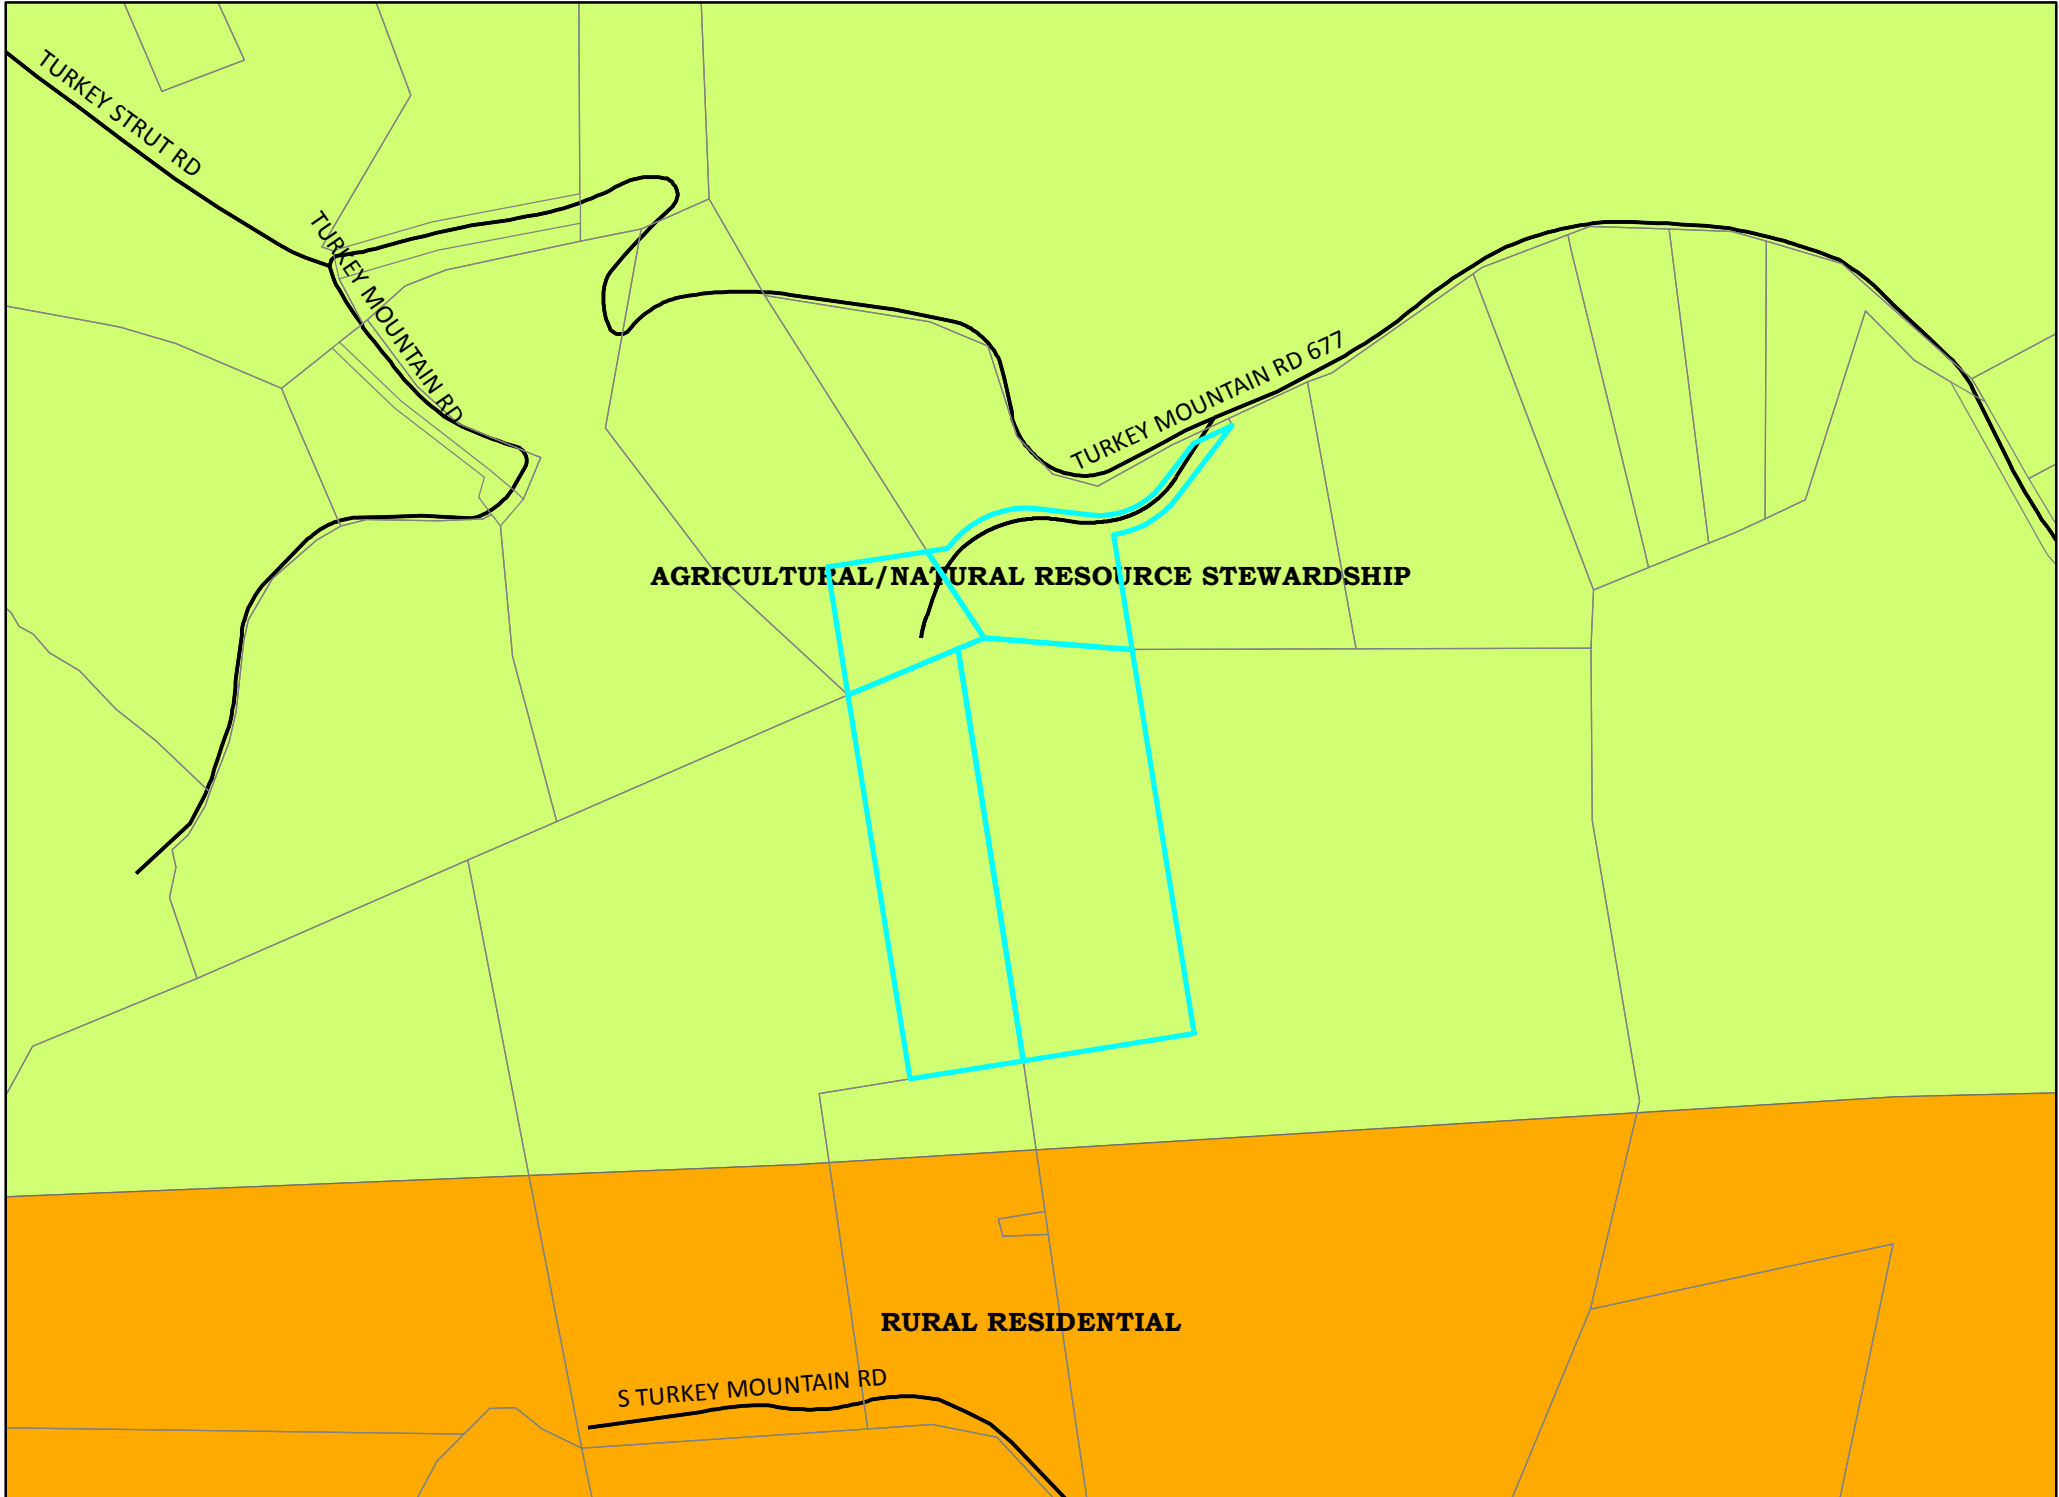 TURKEY STRUT RD
TURKEY MOUNTAIN RD
TURKEY MOUNTAIN RD 677
AGRICULTURAL/NATURAL RESOURCE STEWARDSHIP
RURAL RESIDENTIAL
S TURKEY MOUNTAIN RD